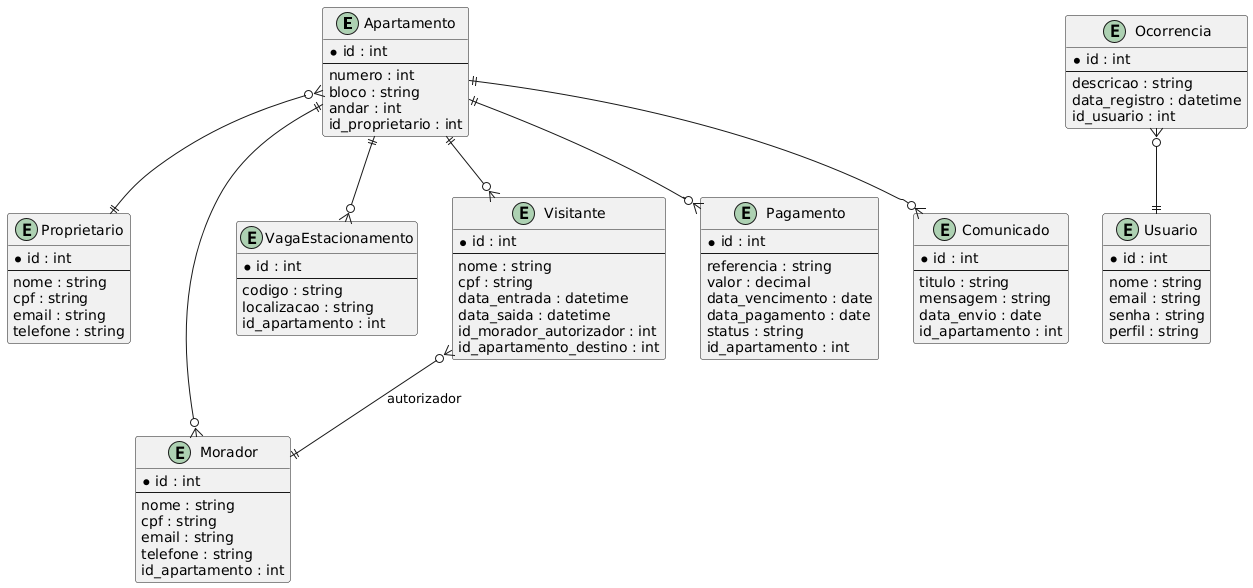 E Apartamento
* id : int
numero : int
bloco : string
andar : int
id_proprietario : int
E Ocorrencia
* id : int
descricao : string
data_registro : datetime
id_usuario : int
E Proprietario
* id : int
nome : string
cpf : string
email : string
telefone : string
E VagaEstacionamento
* id : int
codigo : string
localizacao : string
id_apartamento : int
E Visitante
* id : int
nome : string
cpf : string
data_entrada : datetime
data_saida : datetime
id_morador_autorizador : int
id_apartamento_destino : int
E Pagamento
* id : int
referencia : string
valor : decimal
data_vencimento : date
data_pagamento : date
status : string
id_apartamento : int
E Comunicado
* id : int
titulo : string
mensagem : string
data_envio : date
id_apartamento : int
E Usuario
* id : int
nome : string
email : string
senha : string
perfil : string
autorizador
E Morador
* id : int
nome : string
cpf : string
email : string
telefone : string
id_apartamento : int